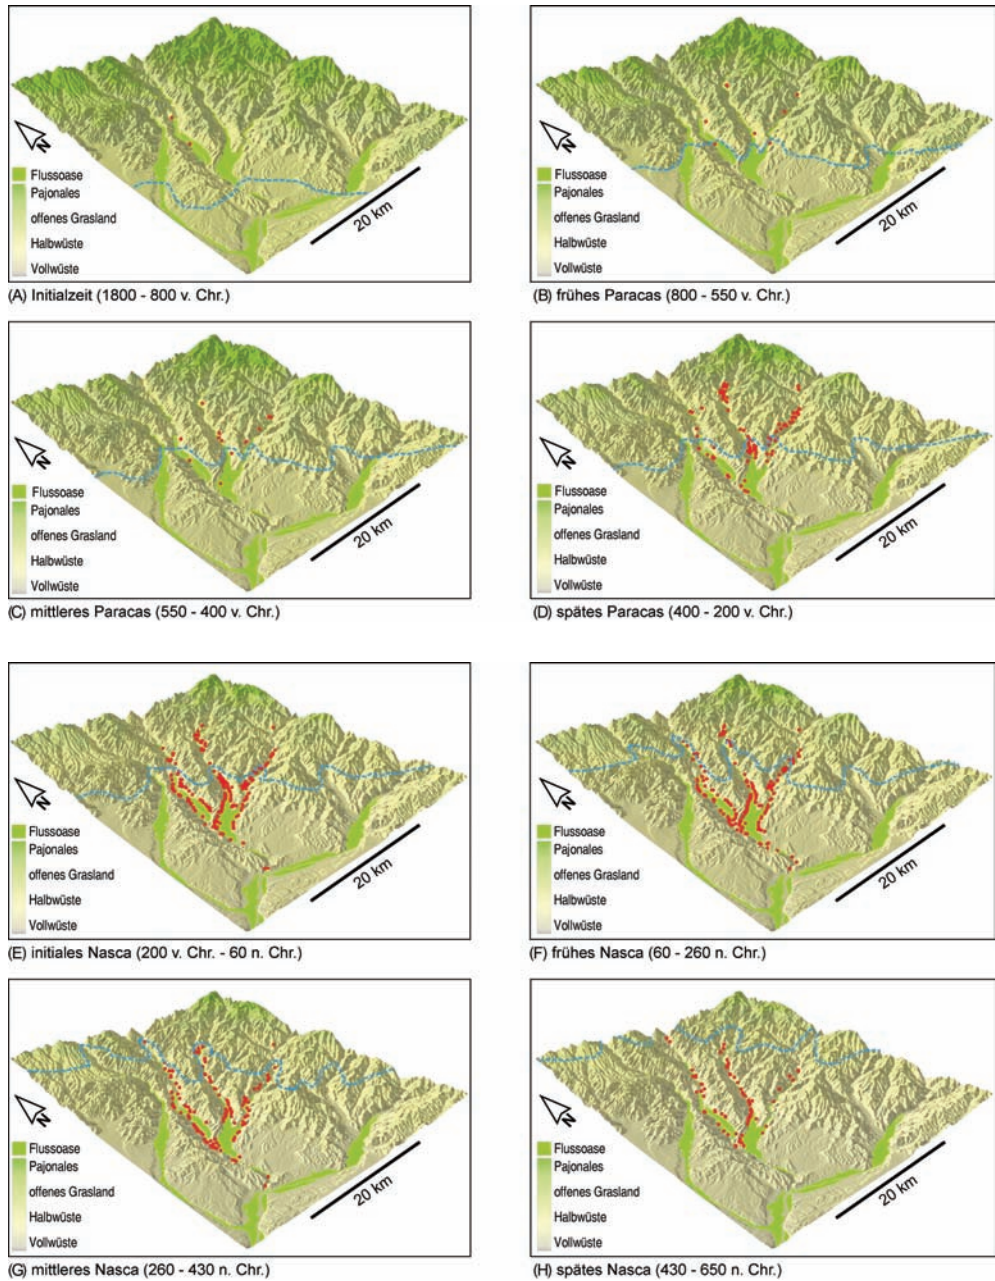 N
Flussoase
Pajonales
offenes Grasland
Halbwüste
Vollwüste
20 km
(A) Initialzeit (1800 - 800 v. Chr.)
N
Flussoase
Pajonales
offenes Grasland
Halbwüste
Vollwüste
20 km
(B) frühes Paracas (800 - 550 v. Chr.)
N
Flussoase
Pajonales
offenes Grasland
Halbwüste
Vollwüste
20 km
(C) mittleres Paracas (550 - 400 v. Chr.)
N
Flussoase
Pajonales
offenes Grasland
Halbwüste
Vollwüste
20 km
(D) spätes Paracas (400 - 200 v. Chr.)
N
Flussoase
Pajonales
offenes Grasland
Halbwüste
Vollwüste
20 km
(E) initiales Nasca (200 v. Chr. - 60 n. Chr.)
N
Flussoase
Pajonales
offenes Grasland
Halbwüste
Vollwüste
20 km
(F) frühes Nasca (60 - 260 n. Chr.)
N
Flussoase
Pajonales
offenes Grasland
Halbwüste
Vollwüste
20 km
(G) mittleres Nasca (260 - 430 n. Chr.)
N
Flussoase
Pajonales
offenes Grasland
Halbwüste
Vollwüste
20 km
(H) spätes Nasca (430 - 650 n. Chr.)